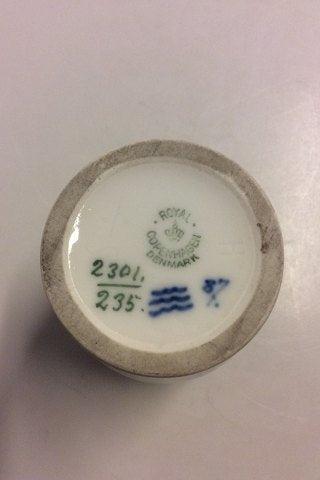 ROYAL
COPENHAGEN
DENMARK
2301.
235.